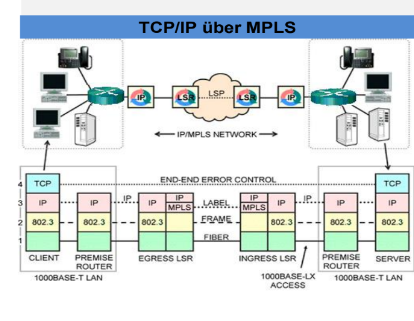 TCP/IP über MPLS
IP
LSR
LSP
LSR
IP
IP/MPLS NETWORK
4
TCP
END-END ERROR CONTROL
TCP
3
IP
IP
IP
IP
IP
MPLS
LABEL
IP
MPLS
IP
IP
IP
IP
2
802.3
802.3
802.3
FRAME
802.3
802.3
802.3
1
FIBER
CLIENT
PREMISE
ROUTER
EGRESS LSR
INGRESS LSR
PREMISE
ROUTER
SERVER
1000BASE-T LAN
1000BASE-LX
ACCESS
1000BASE-T LAN